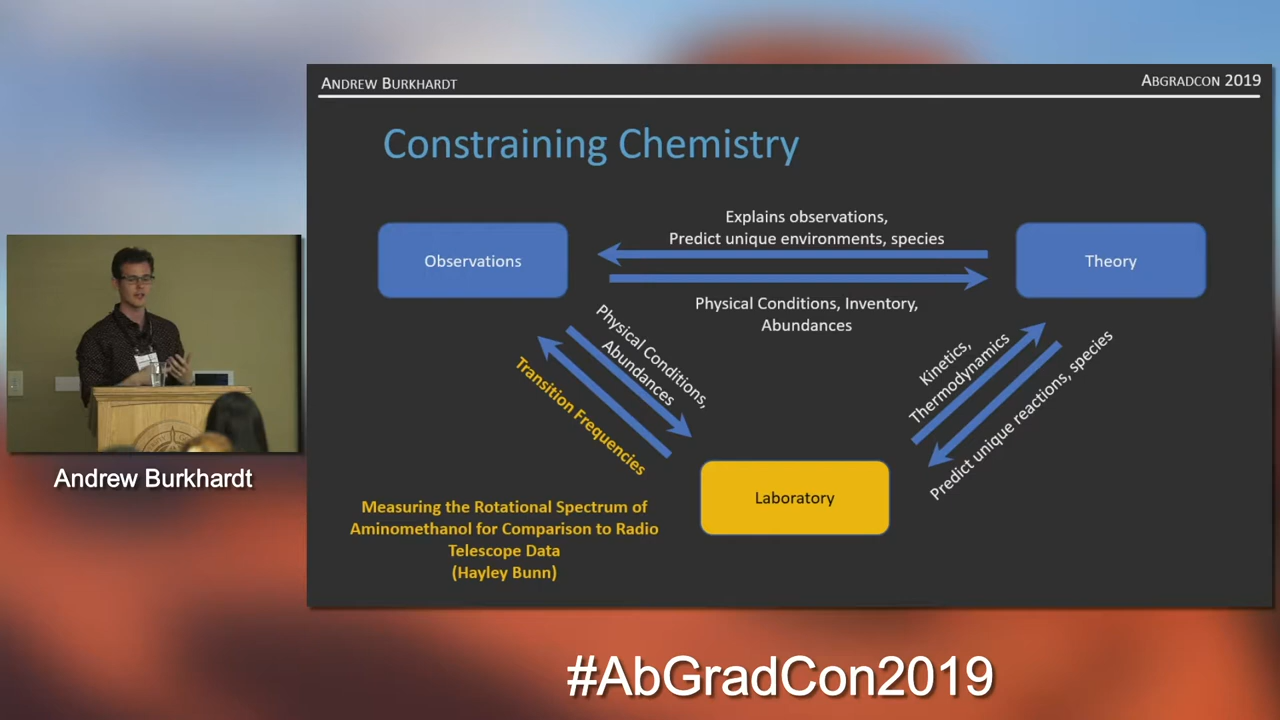 ANDREW BURKHARDT
ABGRADCON 2019
Constraining Chemistry
Explains observations,
Predict unique environments, species
Observations
Theory
Physical Conditions, Inventory,
Abundances
Physical Conditions,
Abundances
Transition Frequencies
Kinetics,
Thermodynamics
Predict unique reactions, species
Laboratory
Measuring the Rotational Spectrum of
Aminomethanol for Comparison to Radio
Telescope Data
(Hayley Bunn)
Andrew Burkhardt
#AbGradCon2019